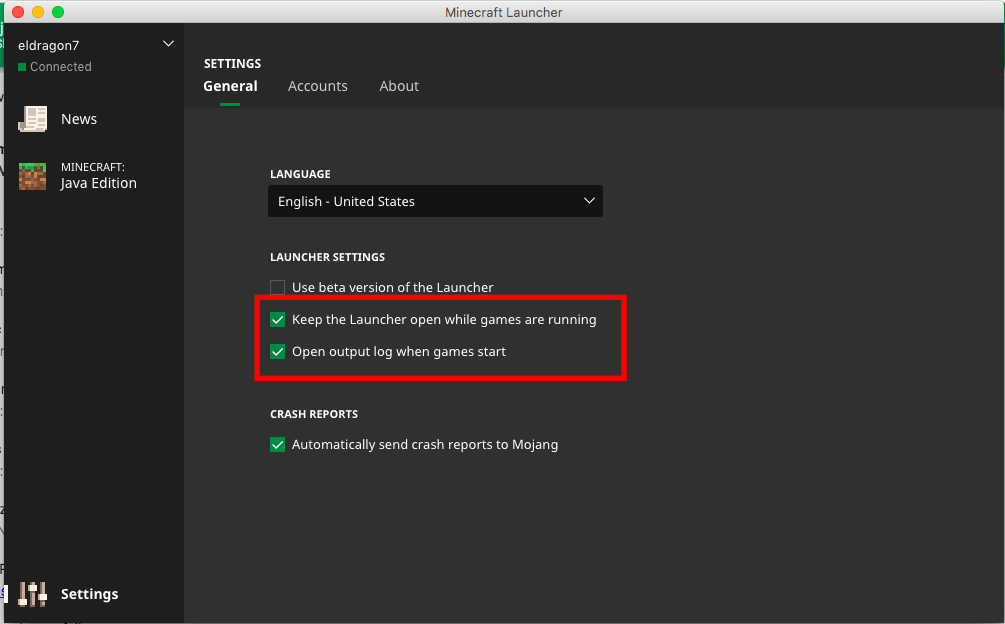 Minecraft Launcher
eldragon7
Connected
News
MINECRAFT:
Java Edition
Settings
SETTINGS
General Accounts About
LANGUAGE
English - United States
LAUNCHER SETTINGS
Use beta version of the Launcher
Keep the Launcher open while games are running
Open output log when games start
CRASH REPORTS
Automatically send crash reports to Mojang